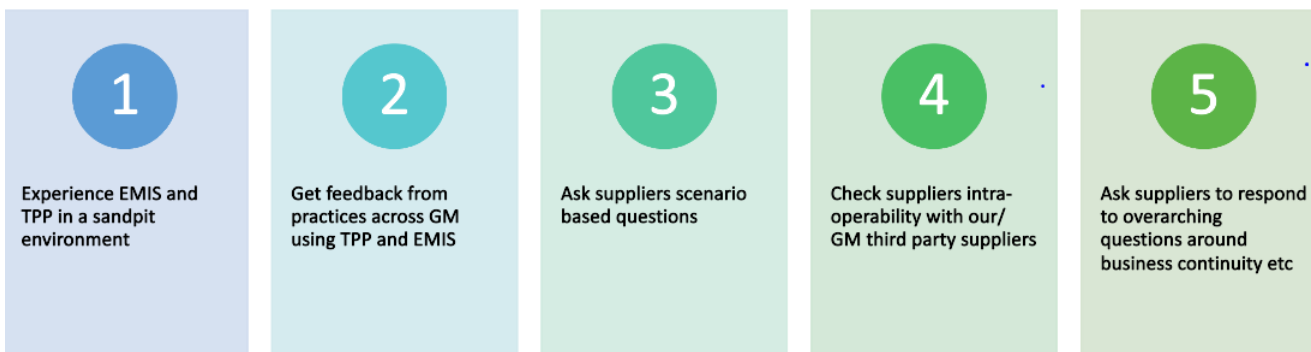 1
Experience EMIS and
TPP in a sandpit
environment
2
Get feedback from
practices across GM
using TPP and EMIS
3
Ask suppliers scenario
based questions
4
Check suppliers intra-
operability with our/
GM third party suppliers
5
Ask suppliers to respond
to overarching
questions around
business continuity etc